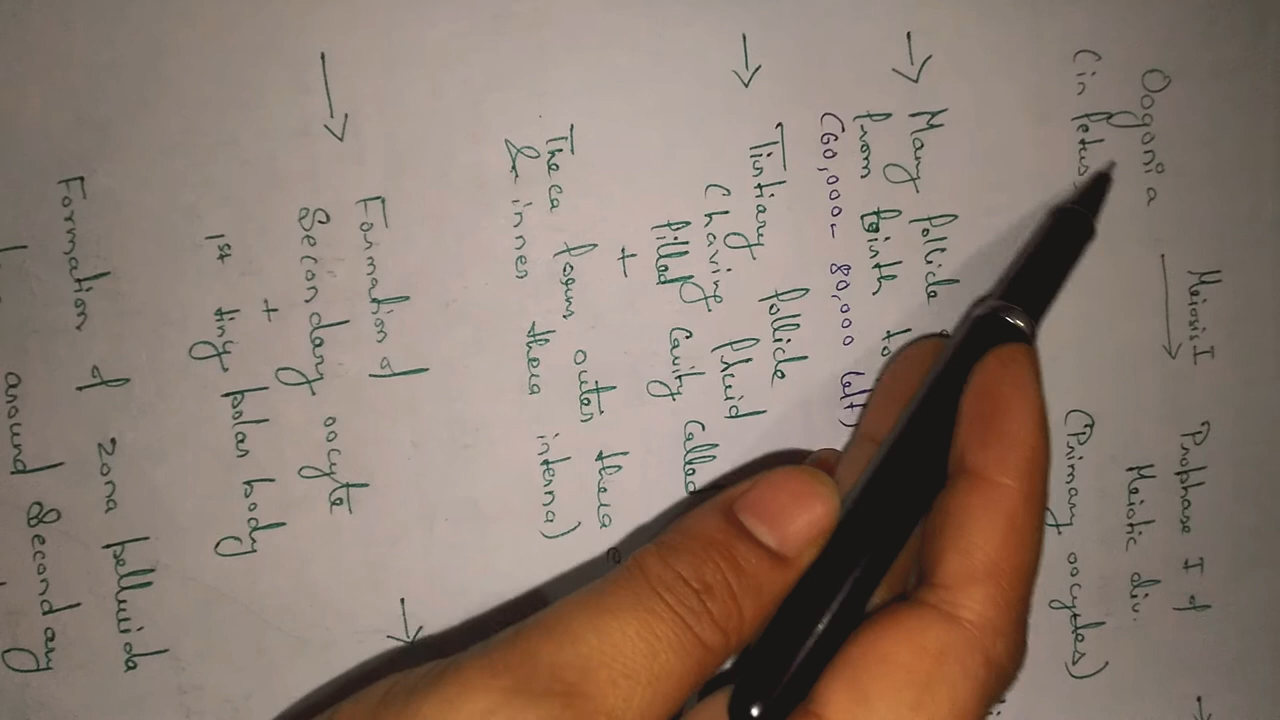 Oogonia
(in fetus
Meiosis I
→
Prophase I of
Meiotic div.
(Primary oocytes)
→
→ Many follicle
from birth to
(60,000- 80,000 left)
→ Tirtiary follicle
(having fluid
filled cavity called
+
Theca form outer theca e
& inner theca interna)
→ Formation of
Secondary oocyte
+
1st tiny polar body
→
Formation of zona pellucida
around Secondary